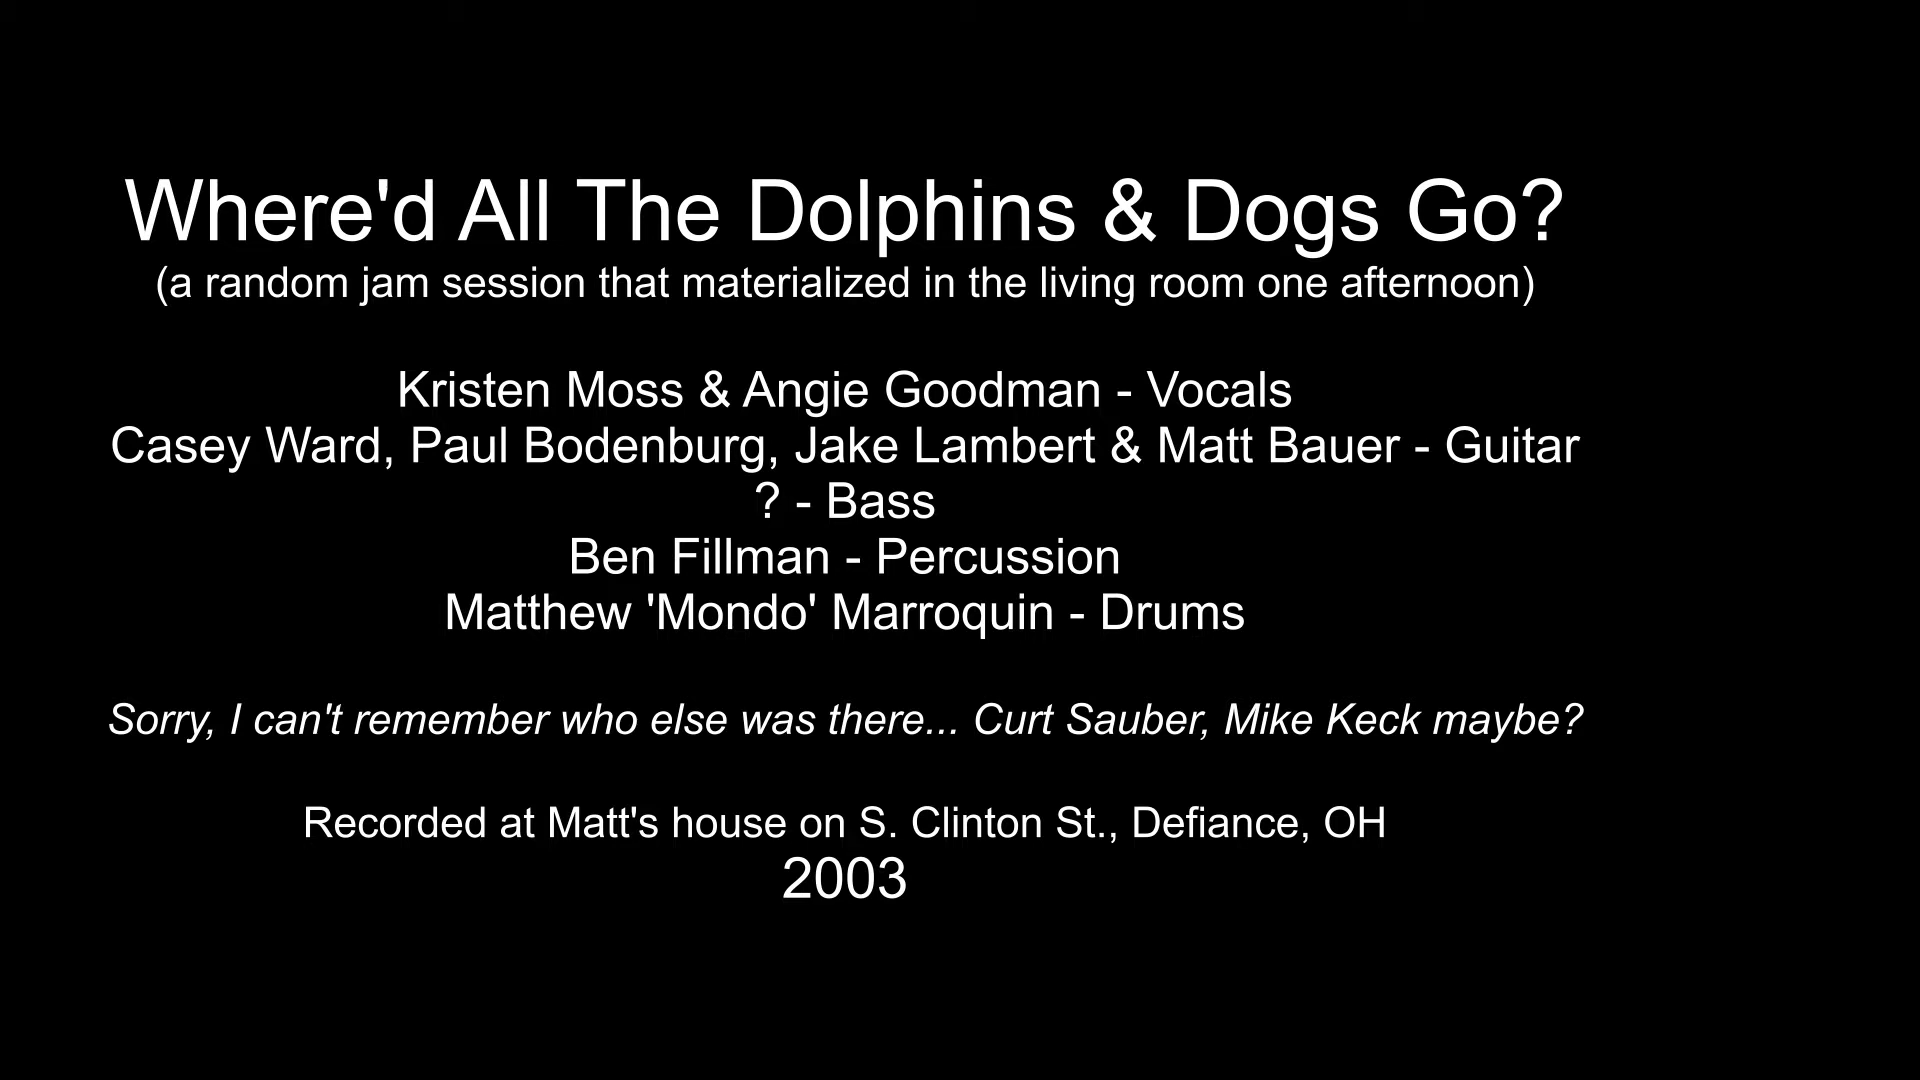 Where'd All The Dolphins & Dogs Go?
(a random jam session that materialized in the living room one afternoon)
Kristen Moss & Angie Goodman - Vocals
Casey Ward, Paul Bodenburg, Jake Lambert & Matt Bauer - Guitar
? - Bass
Ben Fillman - Percussion
Matthew 'Mondo' Marroquin - Drums
Sorry, I can't remember who else was there... Curt Sauber, Mike Keck maybe?
Recorded at Matt's house on S. Clinton St., Defiance, OH
2003